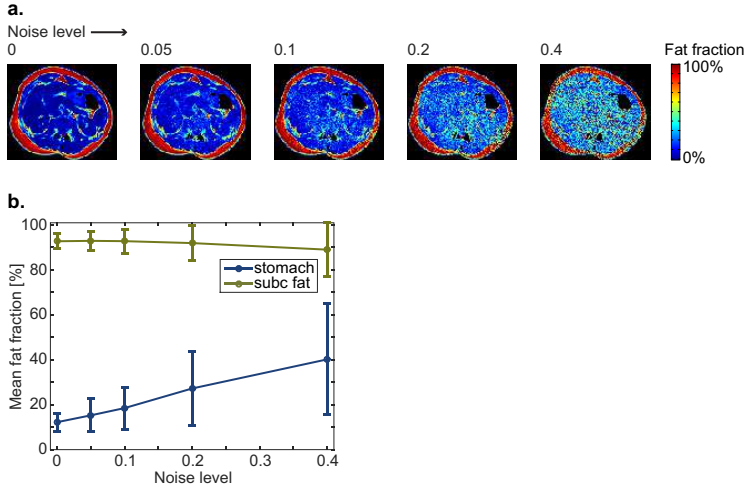 a.
Noise level
0 0.05 0.1 0.2 0.4 Fat fraction
100%
0%
b.
100
80
60
40
20
0
Mean fat fraction [%]
stomach
subc fat
0 0.1 0.2 0.3 0.4
Noise level